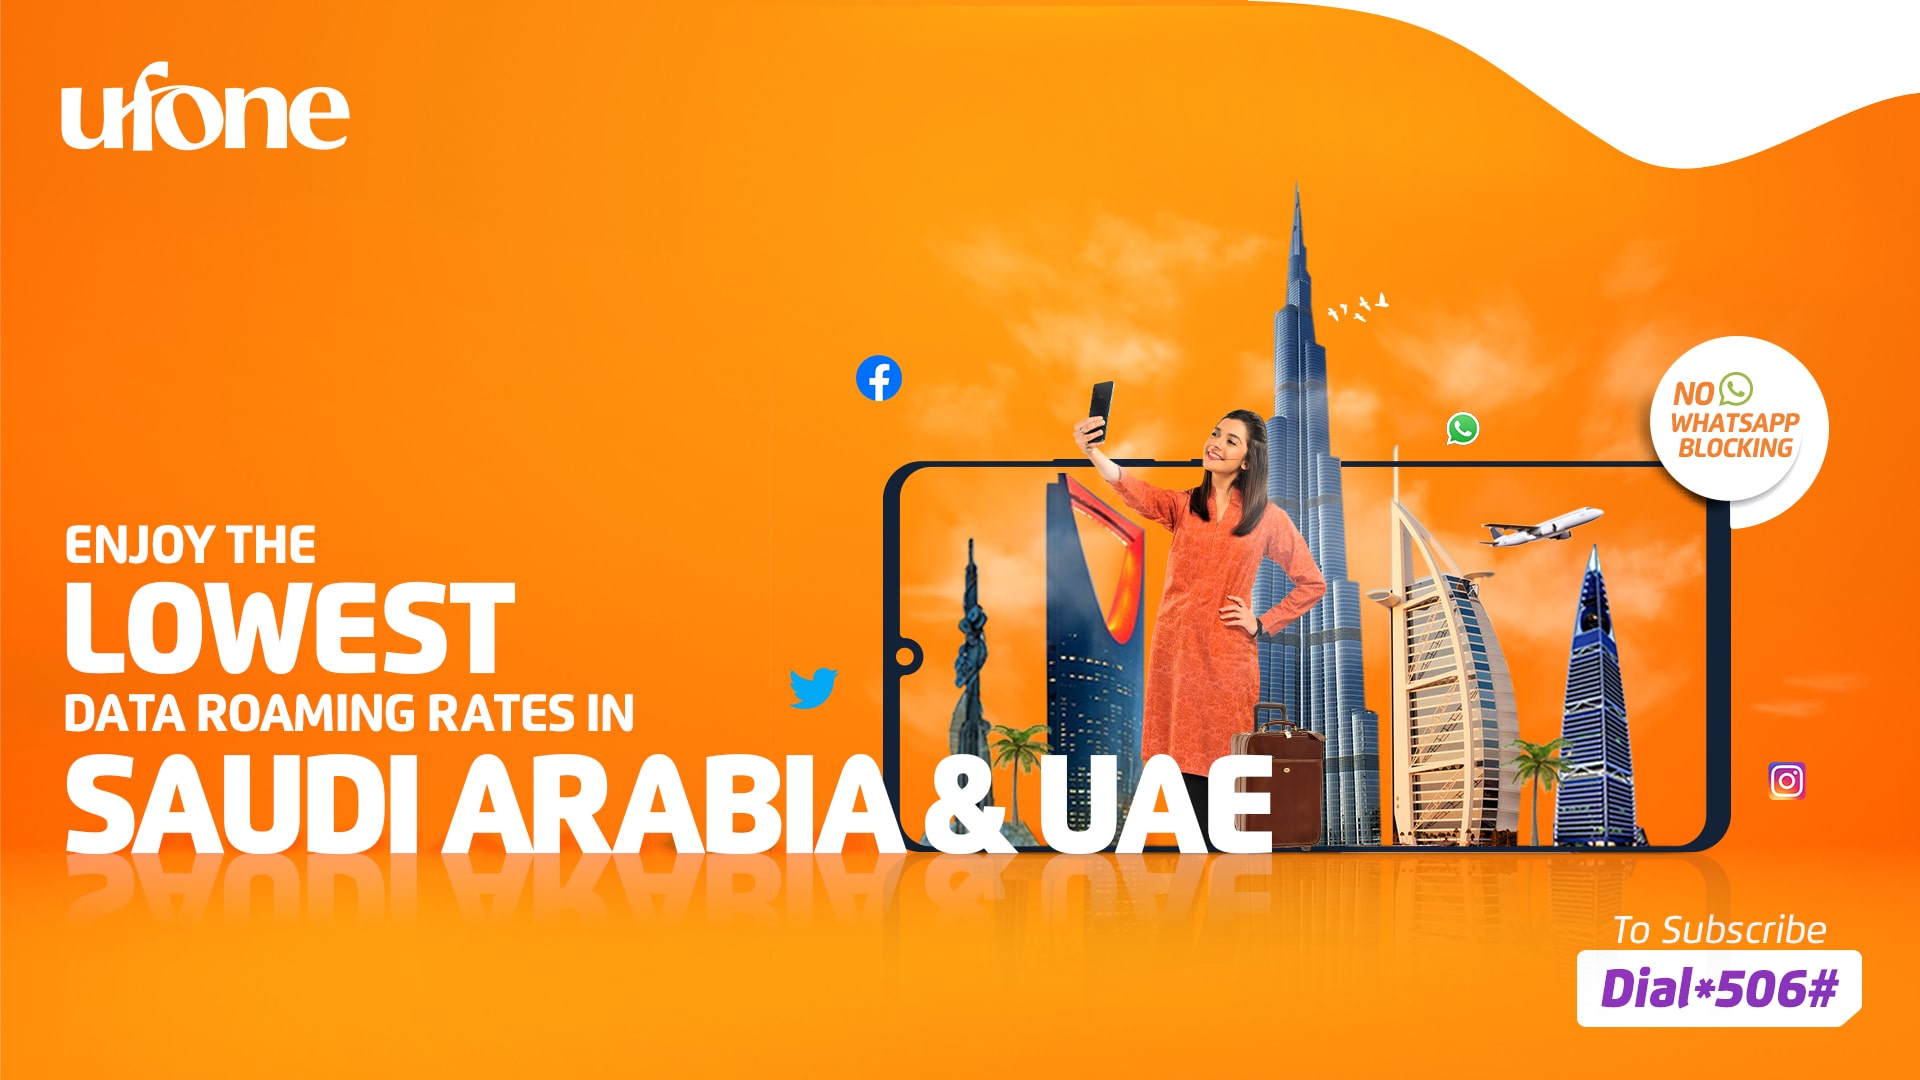 ufone
ENJOY THE
LOWEST
DATA ROAMING RATES IN
SAUDI ARABIA & UAE
NO
WHATSAPP
BLOCKING
To Subscribe
Dial*506#